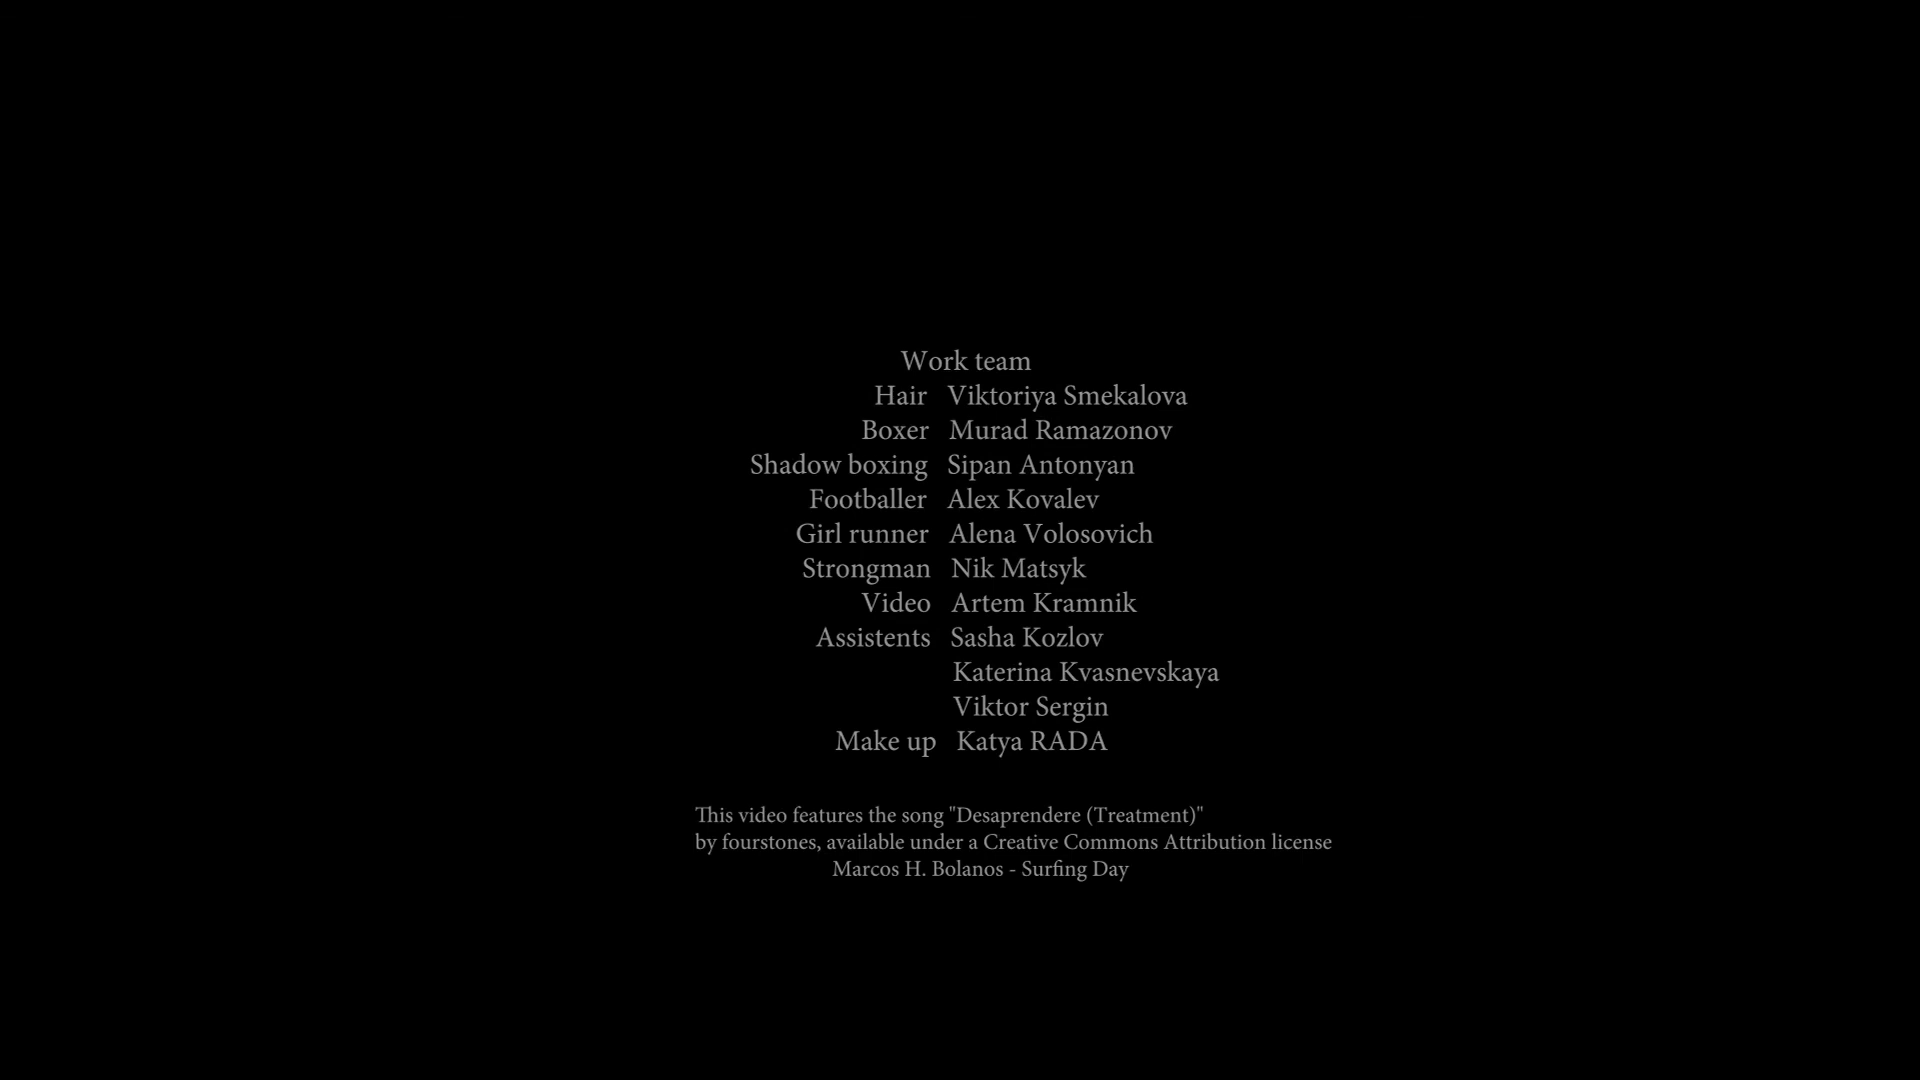 Work team
Hair Viktoriya Smekalova
Boxer Murad Ramazonov
Shadow boxing Sipan Antonyan
Footballer Alex Kovalev
Girl runner Alena Volosovich
Strongman Nik Matsyk
Video Artem Kramnik
Assistents Sasha Kozlov
Katerina Kvasnevskaya
Viktor Sergin
Make up Katya RADA
This video features the song "Desaprendere (Treatment)"
by fourstones, available under a Creative Commons Attribution license
Marcos H. Bolanos - Surfing Day